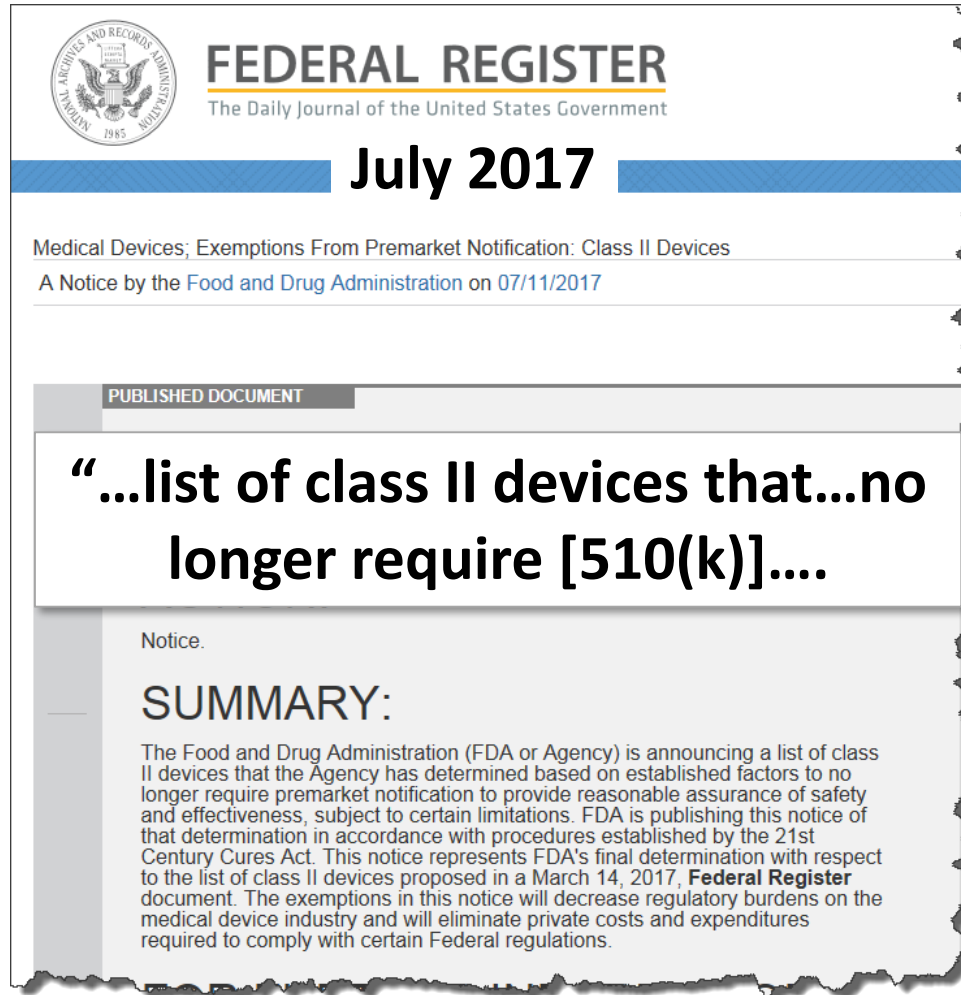 NATIONAL ARCHIVES AND RECORDS ADMINISTRATION
1985
FEDERAL REGISTER
The Daily Journal of the United States Government
July 2017
Medical Devices; Exemptions From Premarket Notification: Class II Devices
A Notice by the Food and Drug Administration on 07/11/2017
PUBLISHED DOCUMENT
“…list of class II devices that…no
longer require [510(k)]….
Notice.
SUMMARY:
The Food and Drug Administration (FDA or Agency) is announcing a list of class
II devices that the Agency has determined based on established factors to no
longer require premarket notification to provide reasonable assurance of safety
and effectiveness, subject to certain limitations. FDA is publishing this notice of
that determination in accordance with procedures established by the 21st
Century Cures Act. This notice represents FDA's final determination with respect
to the list of class II devices proposed in a March 14, 2017, Federal Register
document. The exemptions in this notice will decrease regulatory burdens on the
medical device industry and will eliminate private costs and expenditures
required to comply with certain Federal regulations.